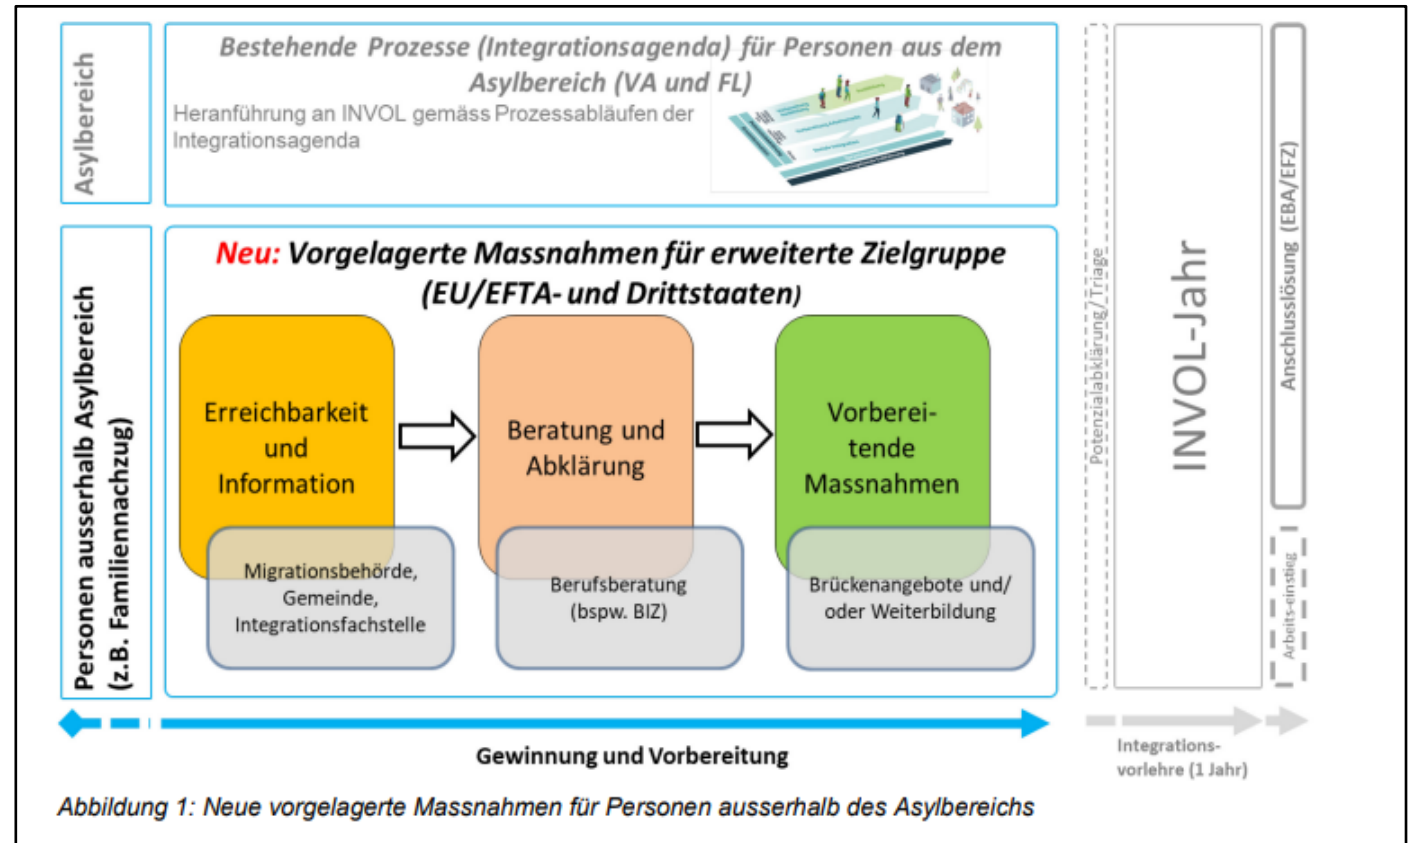 Asylbereich
Bestehende Prozesse (Integrationsagenda) für Personen aus dem
Asylbereich (VA und FL)
Heranführung an INVOL gemäss Prozessabläufen der
Integrationsagenda
Personen ausserhalb Asylbereich
(z.B. Familiennachzug)
Neu: Vorgelagerte Massnahmen für erweiterte Zielgruppe
(EU/EFTA- und Drittstaaten)
Erreichbarkeit
und
Information
Migrationsbehörde,
Gemeinde,
Integrationsfachstelle
Beratung und
Abklärung
Berufsberatung
(bspw. BIZ)
Vorberei-
tende
Massnahmen
Brückenangebote und/
oder Weiterbildung
Potenzialabklärung/Triage
INVOL-Jahr
Anschlusslösung (EBA/EFZ)
Arbeits-einstieg
Gewinnung und Vorbereitung
Integrations-
vorlehre (1 Jahr)
Abbildung 1: Neue vorgelagerte Massnahmen für Personen ausserhalb des Asylbereichs